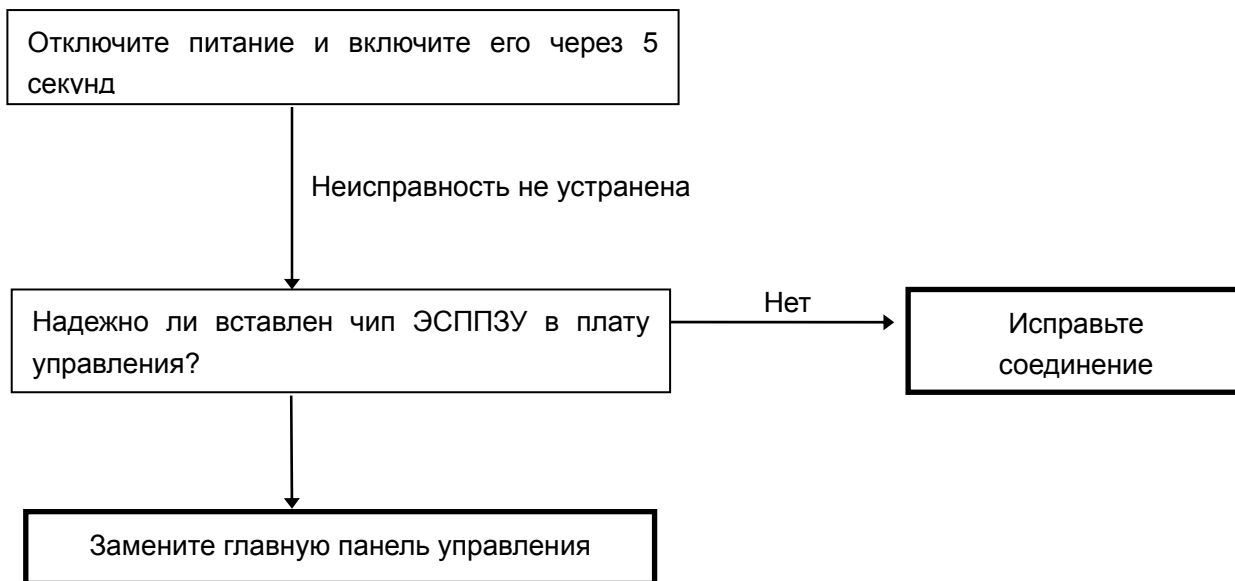 Отключите питание и включите его через 5
секунд
Неисправность не устранена
Надежно ли вставлен чип ЭСППЗУ в плату
управления?
Нет
Исправьте
соединение
Замените главную панель управления